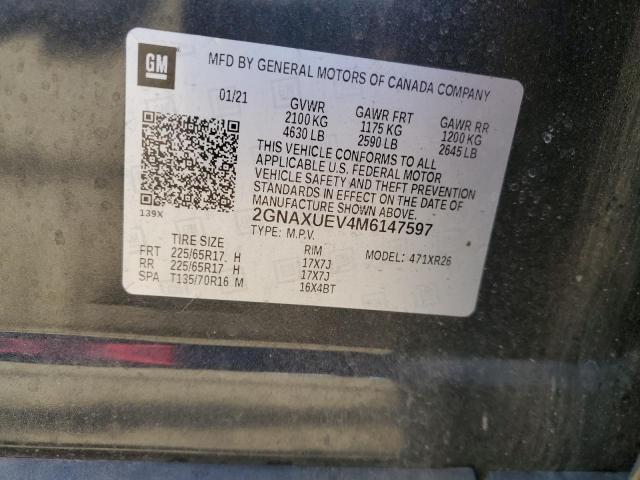 GM
MFD BY GENERAL MOTORS OF CANADA COMPANY
01/21 GVWR GAWR FRT GAWR RR
2100 KG 1175 KG 1200 KG
4630 LB 2590 LB 2645 LB
THIS VEHICLE CONFORMS TO ALL
APPLICABLE U.S. FEDERAL MOTOR
VEHICLE SAFETY AND THEFT PREVENTION
STANDARDS IN EFFECT ON THE DATE OF
MANUFACTURE SHOWN ABOVE.
139X
2GNAXUEV4M6147597
TYPE: M.P.V. MODEL: 471XR26
TIRE SIZE RIM
FRT 225/65R17 H 17X7J
RR 225/65R17 H 17X7J
SPA T135/70R16 M 16X4BT